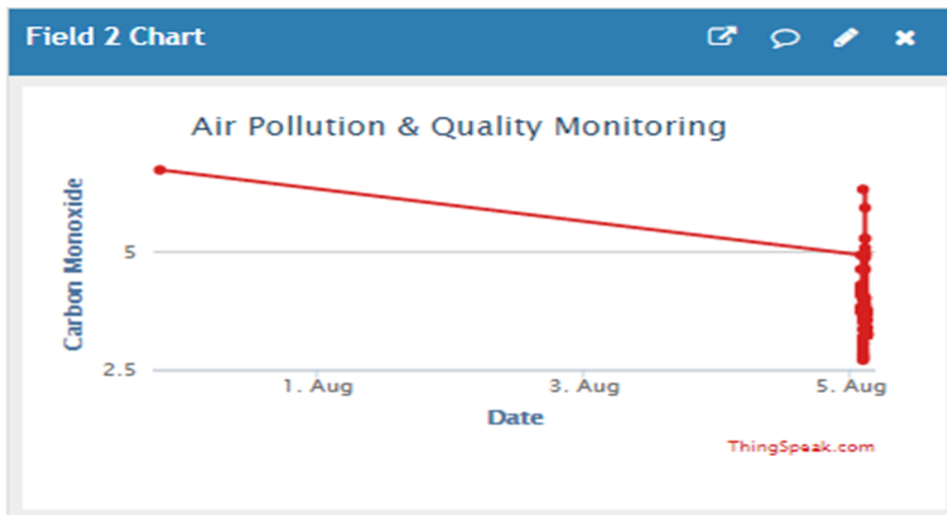 Field 2 Chart
Air Pollution & Quality Monitoring
Carbon Monoxide
5
2.5
1. Aug
3. Aug
5. Aug
Date
ThingSpeak.com